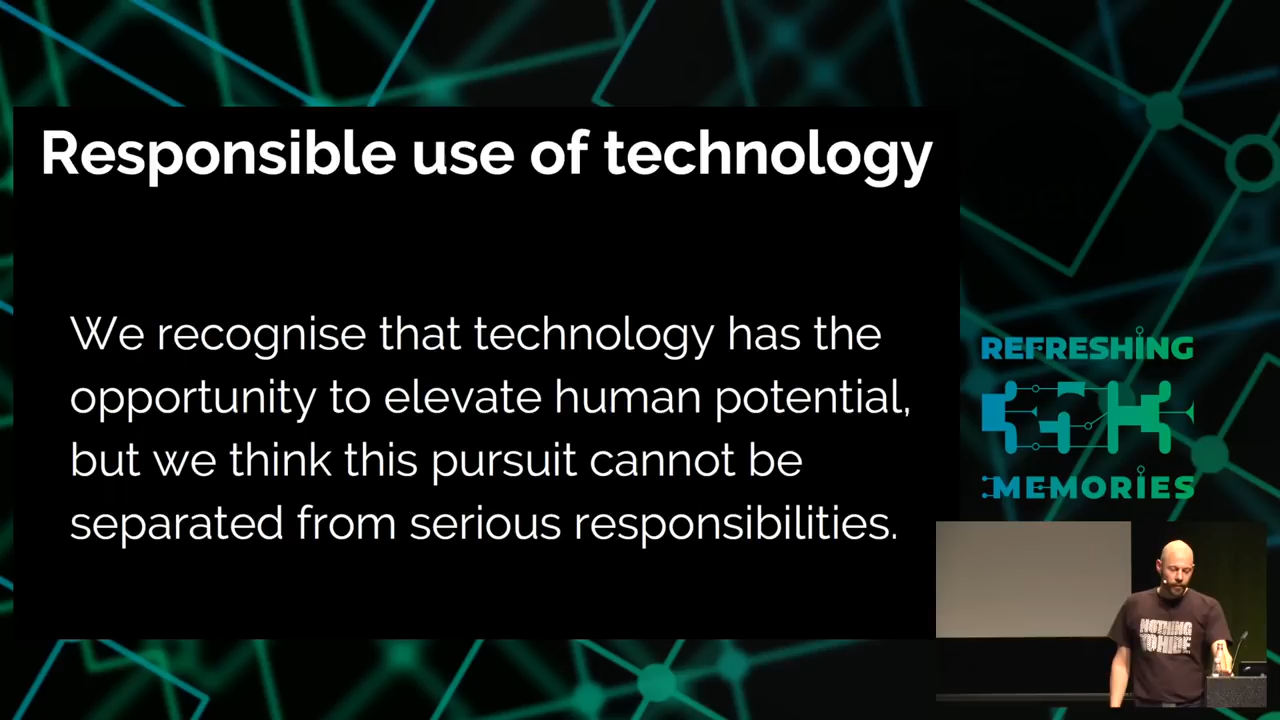 Responsible use of technology
We recognise that technology has the
opportunity to elevate human potential,
but we think this pursuit cannot be
separated from serious responsibilities.
REFRESHING
MEMORIES
NOTHING
TO HIDE